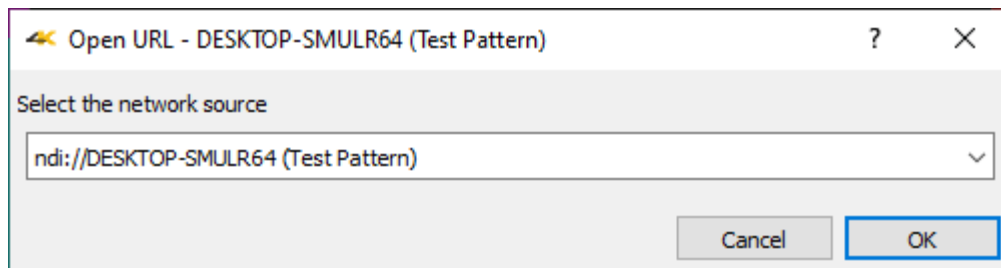 Open URL - DESKTOP-SMULR64 (Test Pattern) ?
Select the network source
ndi://DESKTOP-SMULR64 (Test Pattern)
Cancel OK